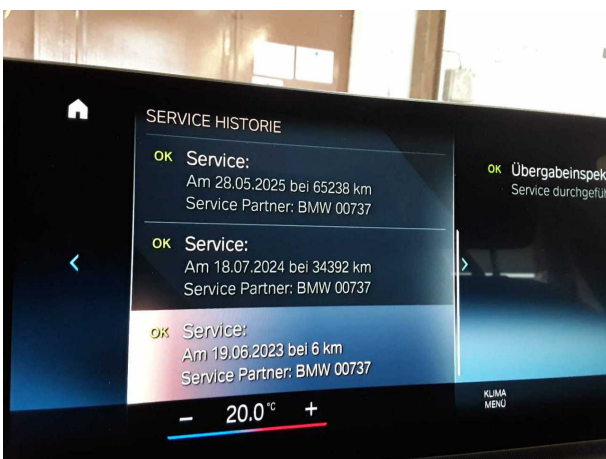 SERVICE HISTORIE
OK Service:
Am 28.05.2025 bei 65238 km
Service Partner: BMW 00737
OK Service:
Am 18.07.2024 bei 34392 km
Service Partner: BMW 00737
OK Service:
Am 19.06.2023 bei 6 km
Service Partner: BMW 00737
OK Übergabeinspek
Service durchgefüh
− 20.0 °C +
KLIMA
MENÜ